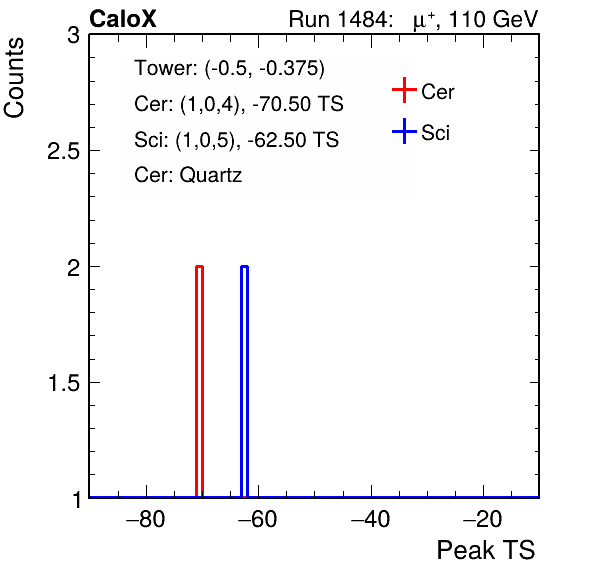 CaloX Run 1484: μ⁺, 110 GeV
Counts
3
2.5
2
1.5
1
Tower: (-0.5, -0.375)
Cer: (1,0,4), -70.50 TS
Sci: (1,0,5), -62.50 TS
Cer: Quartz
Cer
Sci
−80 −60 −40 −20
Peak TS